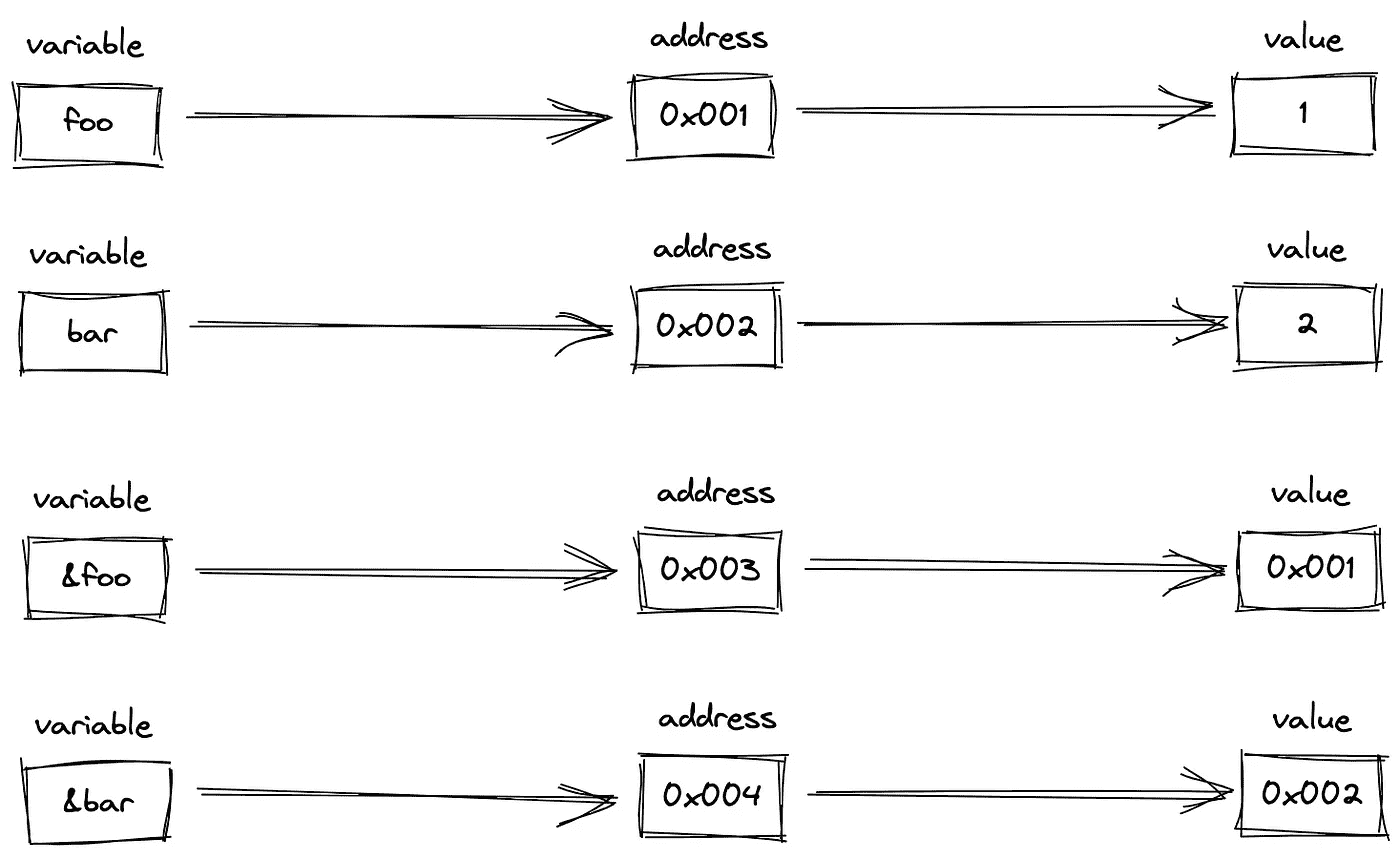 variable address value
foo 0x001 1
variable address value
bar 0x002 2
variable address value
&foo 0x003 0x001
variable address value
&bar 0x004 0x002